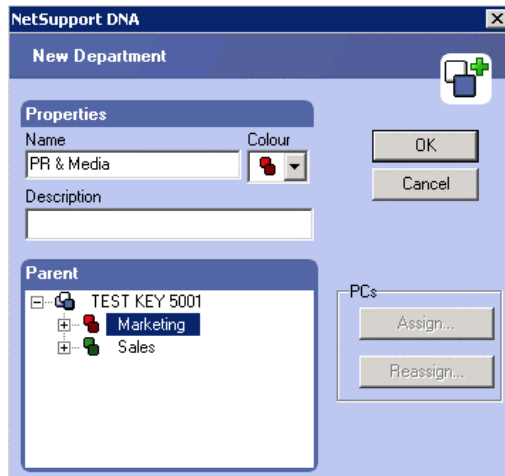 NetSupport DNA
New Department
Properties
Name
Colour
PR & Media
OK
Cancel
Description
Parent
TEST KEY 5001
Marketing
Sales
PCs
Assign...
Reassign...